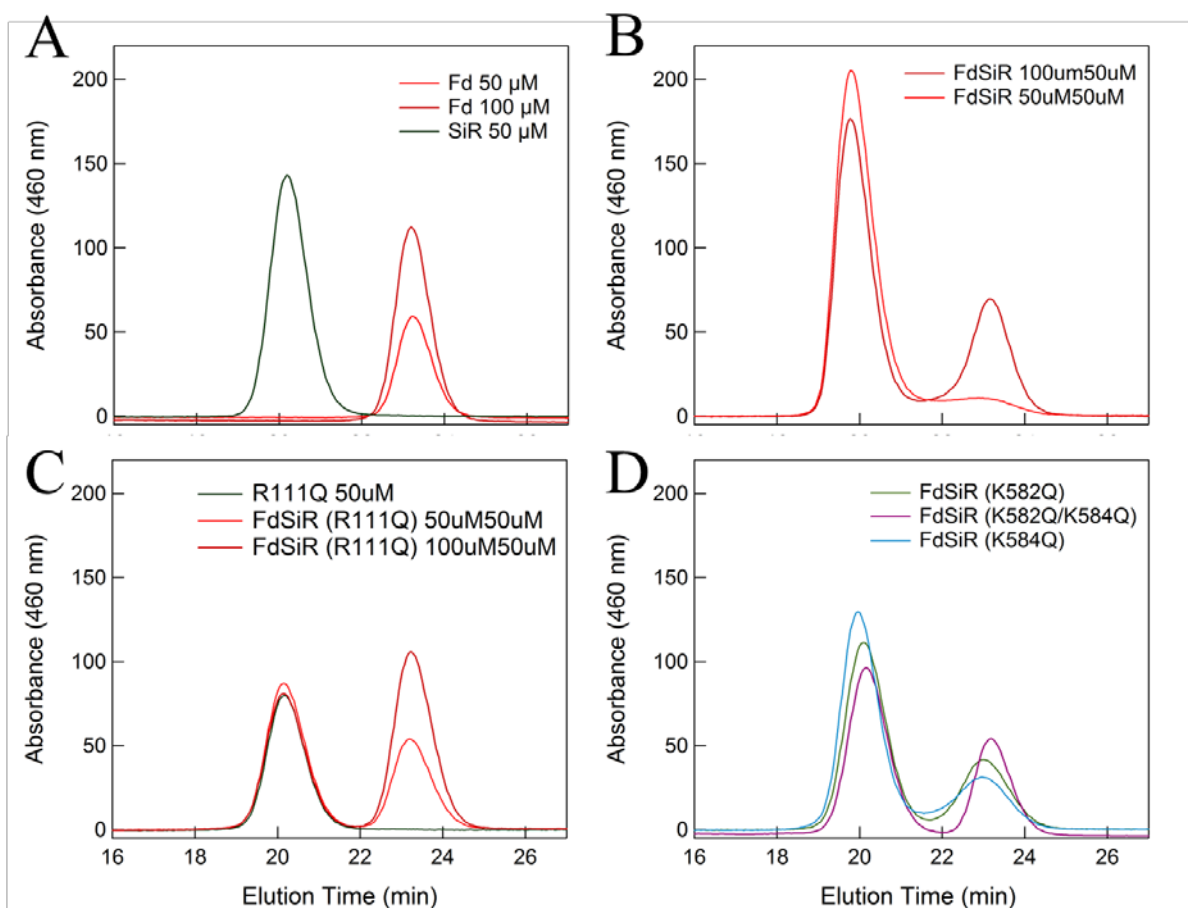 A
Absorbance (460 nm)
200
150
100
50
0
Fd 50 µM
Fd 100 µM
SiR 50 µM
B
Absorbance (460 nm)
200
150
100
50
0
FdSiR 100um50uM
FdSiR 50uM50uM
C
Absorbance (460 nm)
200
150
100
50
0
R111Q 50uM
FdSiR (R111Q) 50uM50uM
FdSiR (R111Q) 100uM50uM
16 18 20 22 24 26
Elution Time (min)
D
Absorbance (460 nm)
200
150
100
50
0
FdSiR (K582Q)
FdSiR (K582Q/K584Q)
FdSiR (K584Q)
16 18 20 22 24 26
Elution Time (min)